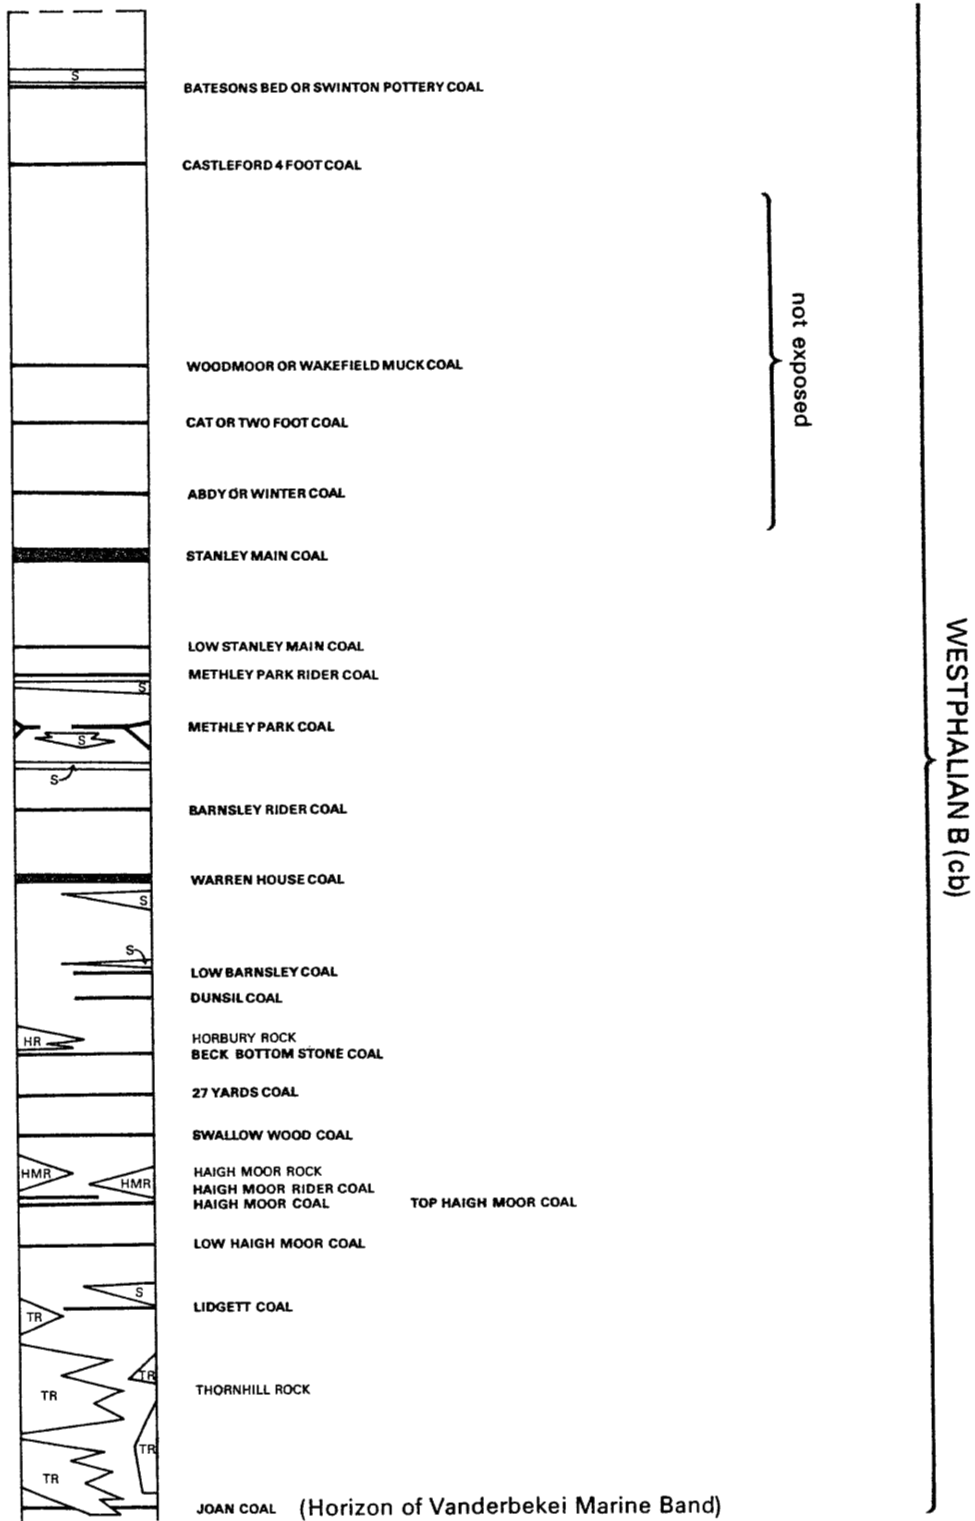 S
BATESONS BED OR SWINTON POTTERY COAL
CASTLEFORD 4 FOOT COAL
not exposed
WOODMOOR OR WAKEFIELD MUCK COAL
CAT OR TWO FOOT COAL
ABDY OR WINTER COAL
STANLEY MAIN COAL
LOW STANLEY MAIN COAL
METHLEY PARK RIDER COAL
S
METHLEY PARK COAL
S
S
WESTPHALIAN B (cb)
BARNSLEY RIDER COAL
WARREN HOUSE COAL
S
S
LOW BARNSLEY COAL
DUNSIL COAL
HR
HORBURY ROCK
BECK BOTTOM STONE COAL
27 YARDS COAL
SWALLOW WOOD COAL
HMR
HAIGH MOOR ROCK
HMR
HAIGH MOOR RIDER COAL
HAIGH MOOR COAL TOP HAIGH MOOR COAL
LOW HAIGH MOOR COAL
S
LIDGETT COAL
TR
TR
TR
THORNHILL ROCK
TR
TR
JOAN COAL (Horizon of Vanderbekei Marine Band)